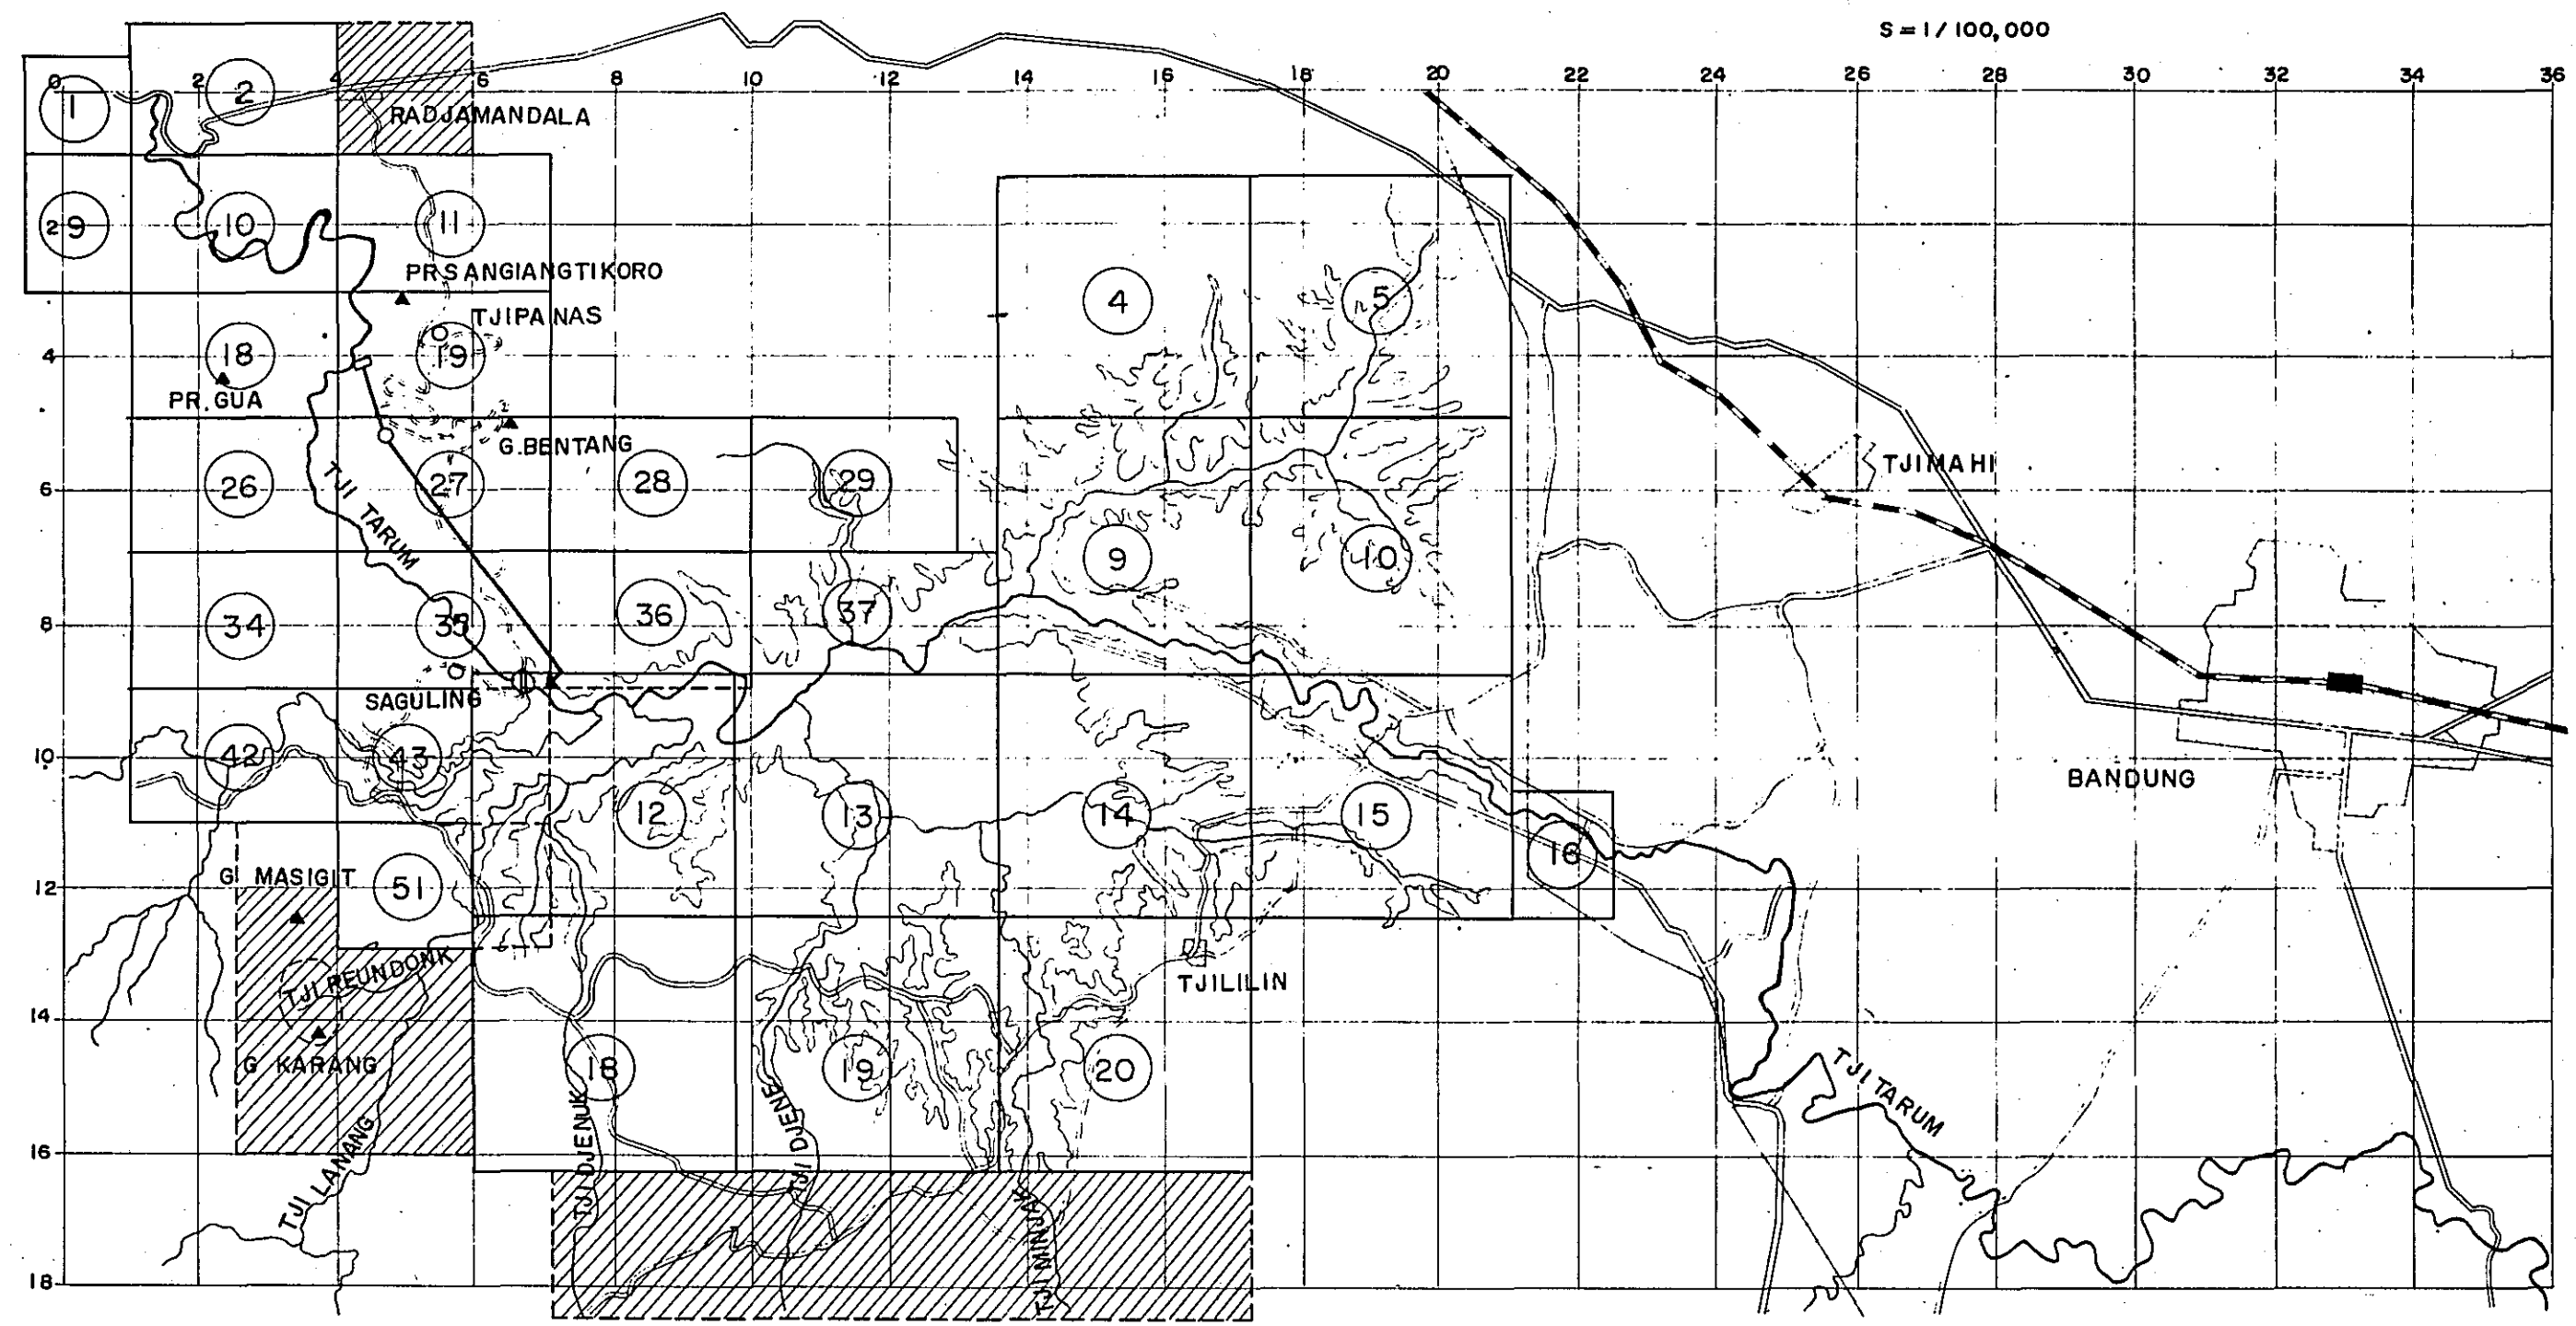 S = 1/100,000
0 2 4 6 8 10 12 14 16 18 20 22 24 26 28 30 32 34 36
1
2
RADJAMANDALA
2
9
10
11
PR SANGIANGTIKORO
TJIPANAS
4
5
4
18
19
PR. GUA
G. BENTANG
TJIMAHI
6
26
27
28
29
TJI TARUM
9
10
8
34
35
36
37
SAGULING
10
42
43
BANDUNG
12
13
14
15
16
G. MASIGIT
12
51
TJI REUNDONK
TJILILIN
14
G KARANG
18
19
20
TJI TARUM
TJI DJENUK
TJI DJENE
16
TJI LANANG
TJI MINJAK
18